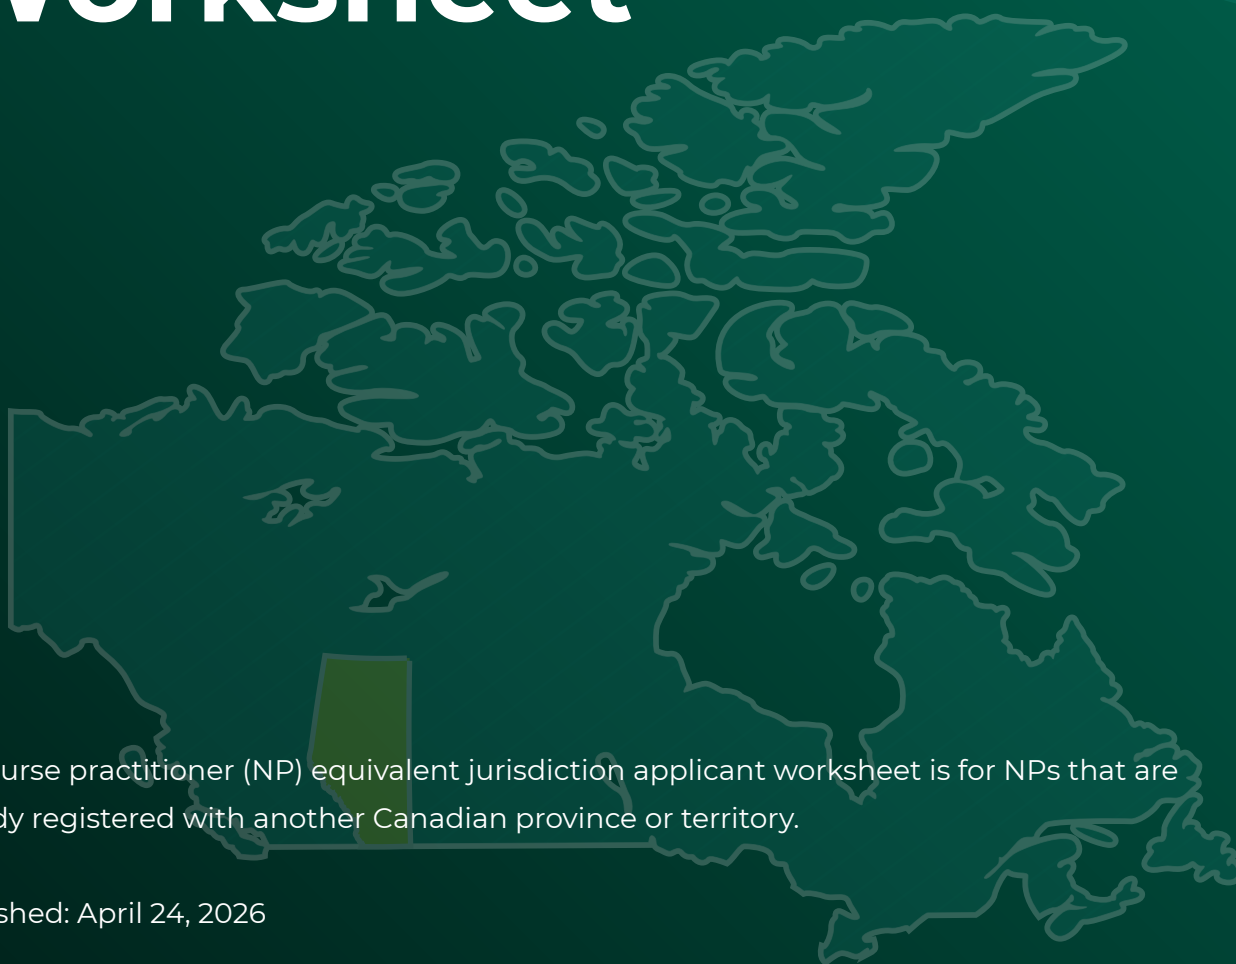 Worksheet
urse practitioner (NP) equivalent jurisdiction applicant worksheet is for NPs that are
dy registered with another Canadian province or territory.
shed: April 24, 2026